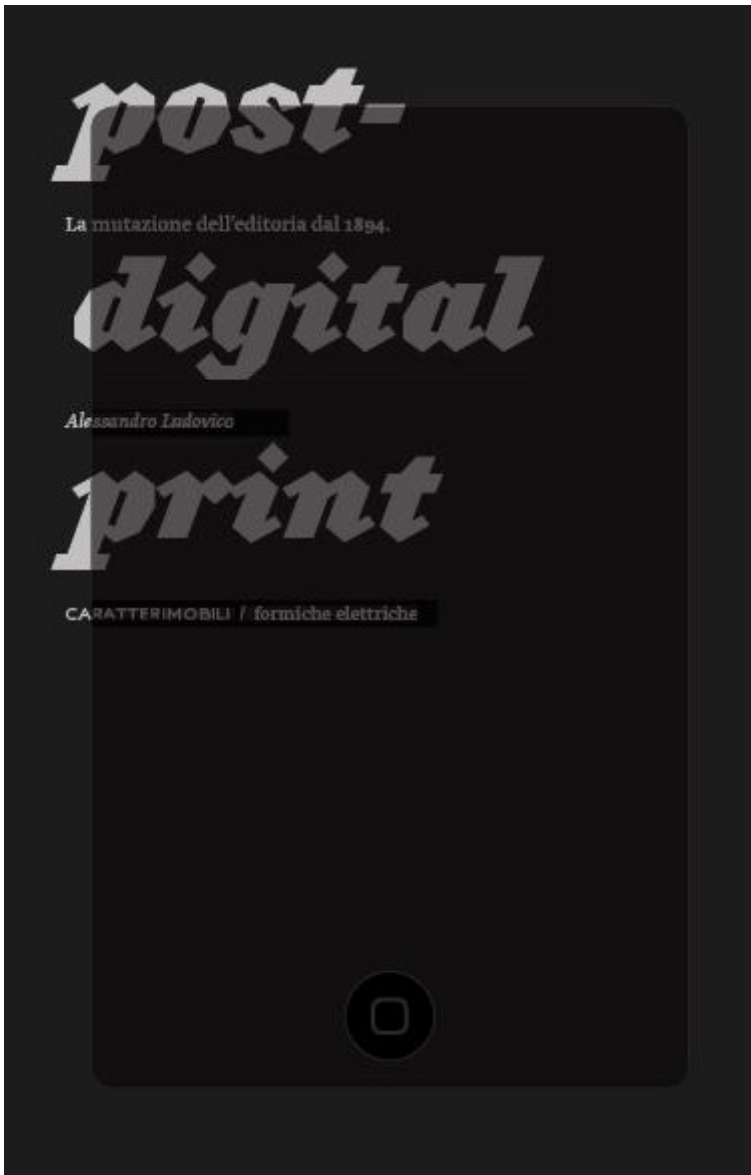 post-
La mutazione dell'editoria dal 1894.
digital
Alessandro Ludovico
print
CARATTERIMOBILI / formiche elettriche